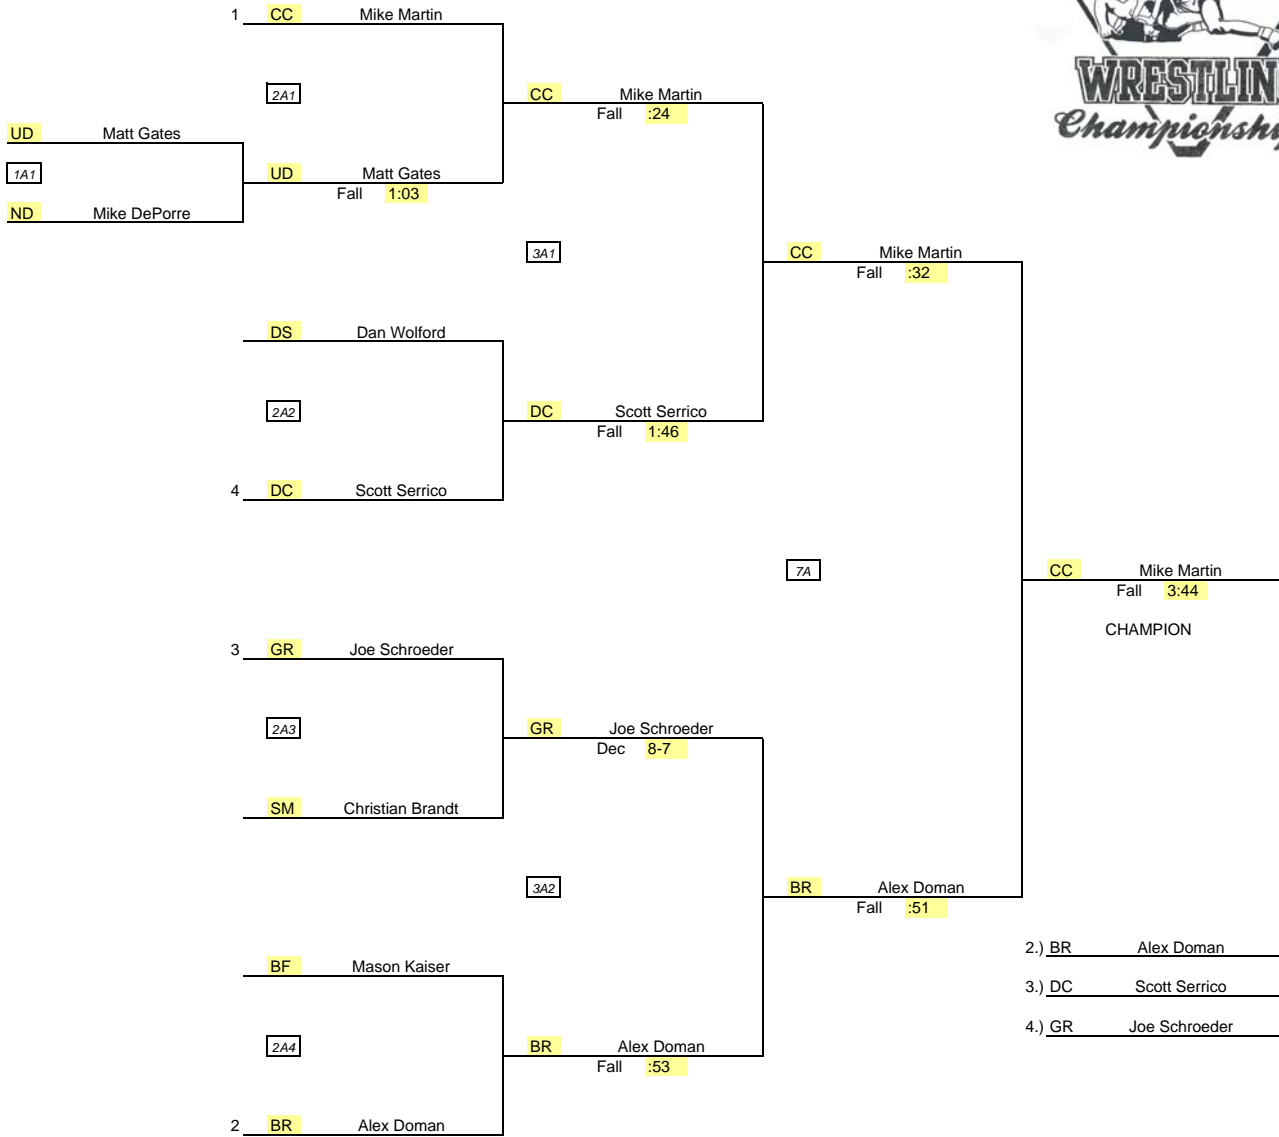 1 CC Mike Martin
2A1
CC Mike Martin
Fall :24
UD Matt Gates
1A1
UD Matt Gates
Fall 1:03
ND Mike DePorre
3A1
CC Mike Martin
Fall :32
DS Dan Wolford
2A2
DC Scott Serrico
Fall 1:46
4 DC Scott Serrico
7A
CC Mike Martin
Fall 3:44
CHAMPION
3 GR Joe Schroeder
2A3
GR Joe Schroeder
Dec 8-7
SM Christian Brandt
3A2
BR Alex Doman
Fall :51
2.) BR Alex Doman
BF Mason Kaiser
3.) DC Scott Serrico
4.) GR Joe Schroeder
2A4
BR Alex Doman
Fall :53
2 BR Alex Doman
WRESTLIN
Championsh